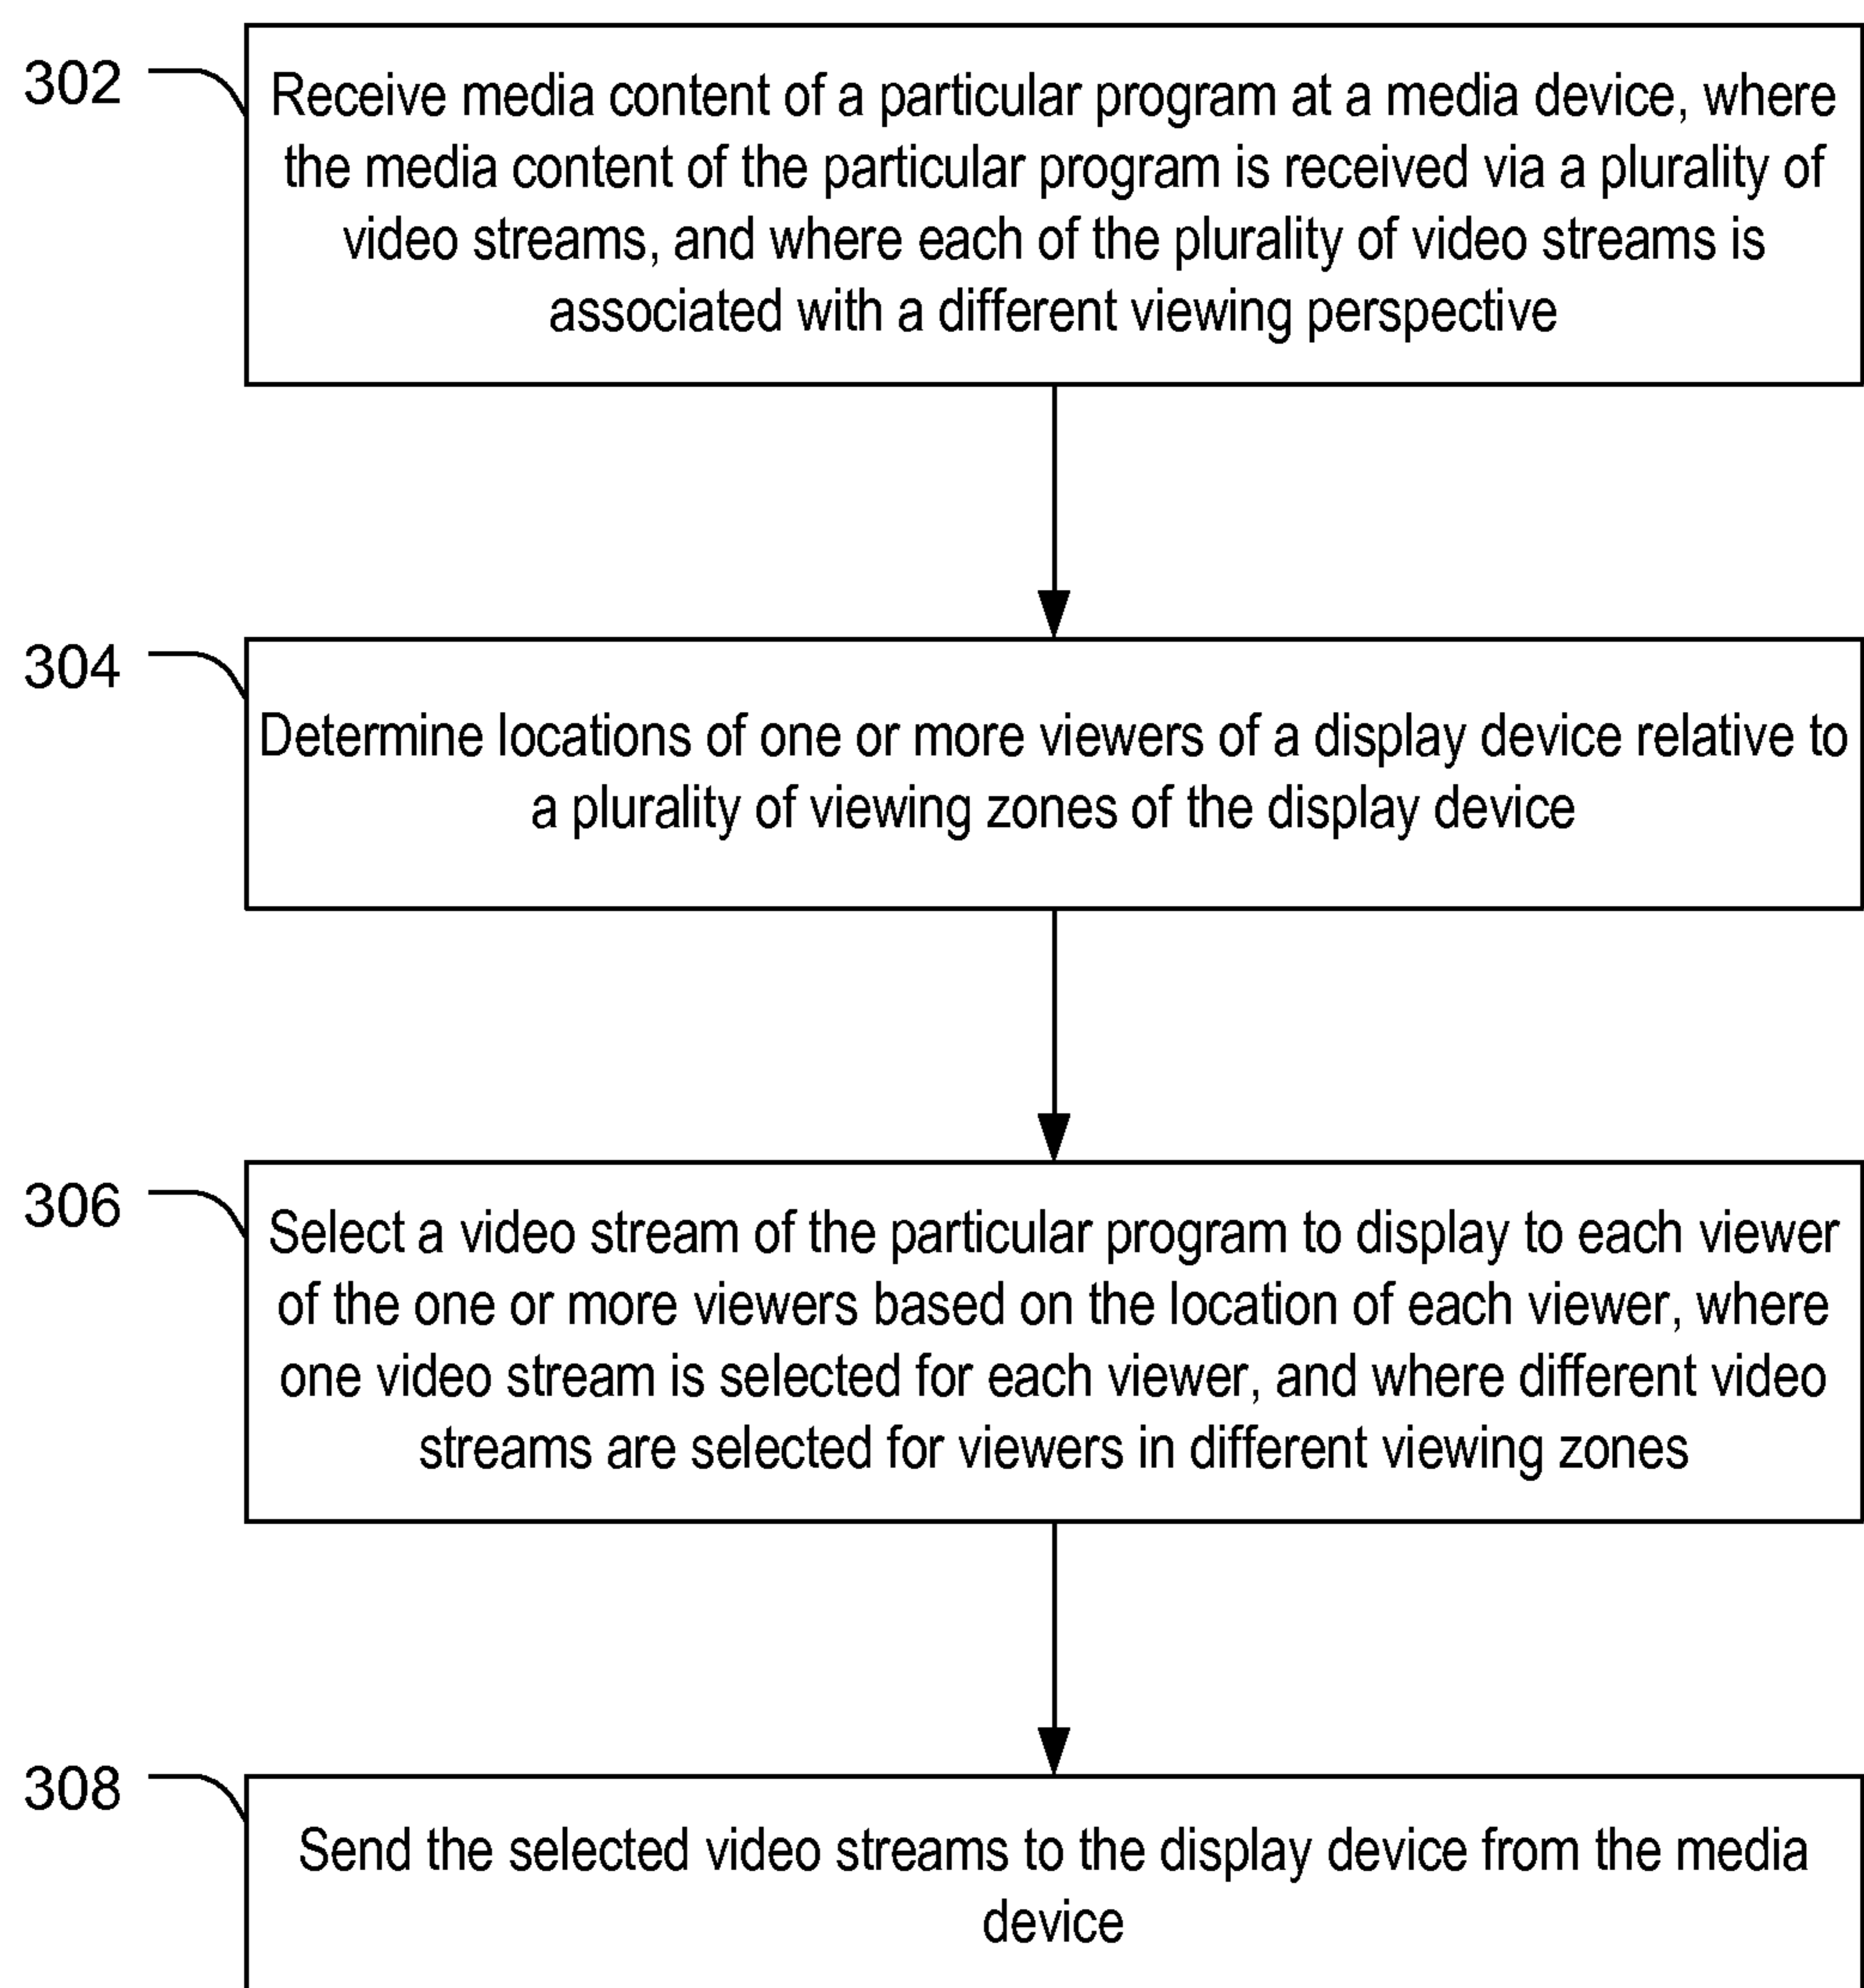 302
Receive media content of a particular program at a media device, where
the media content of the particular program is received via a plurality of
video streams, and where each of the plurality of video streams is
associated with a different viewing perspective
304
Determine locations of one or more viewers of a display device relative to
a plurality of viewing zones of the display device
306
Select a video stream of the particular program to display to each viewer
of the one or more viewers based on the location of each viewer, where
one video stream is selected for each viewer, and where different video
streams are selected for viewers in different viewing zones
308
Send the selected video streams to the display device from the media
device